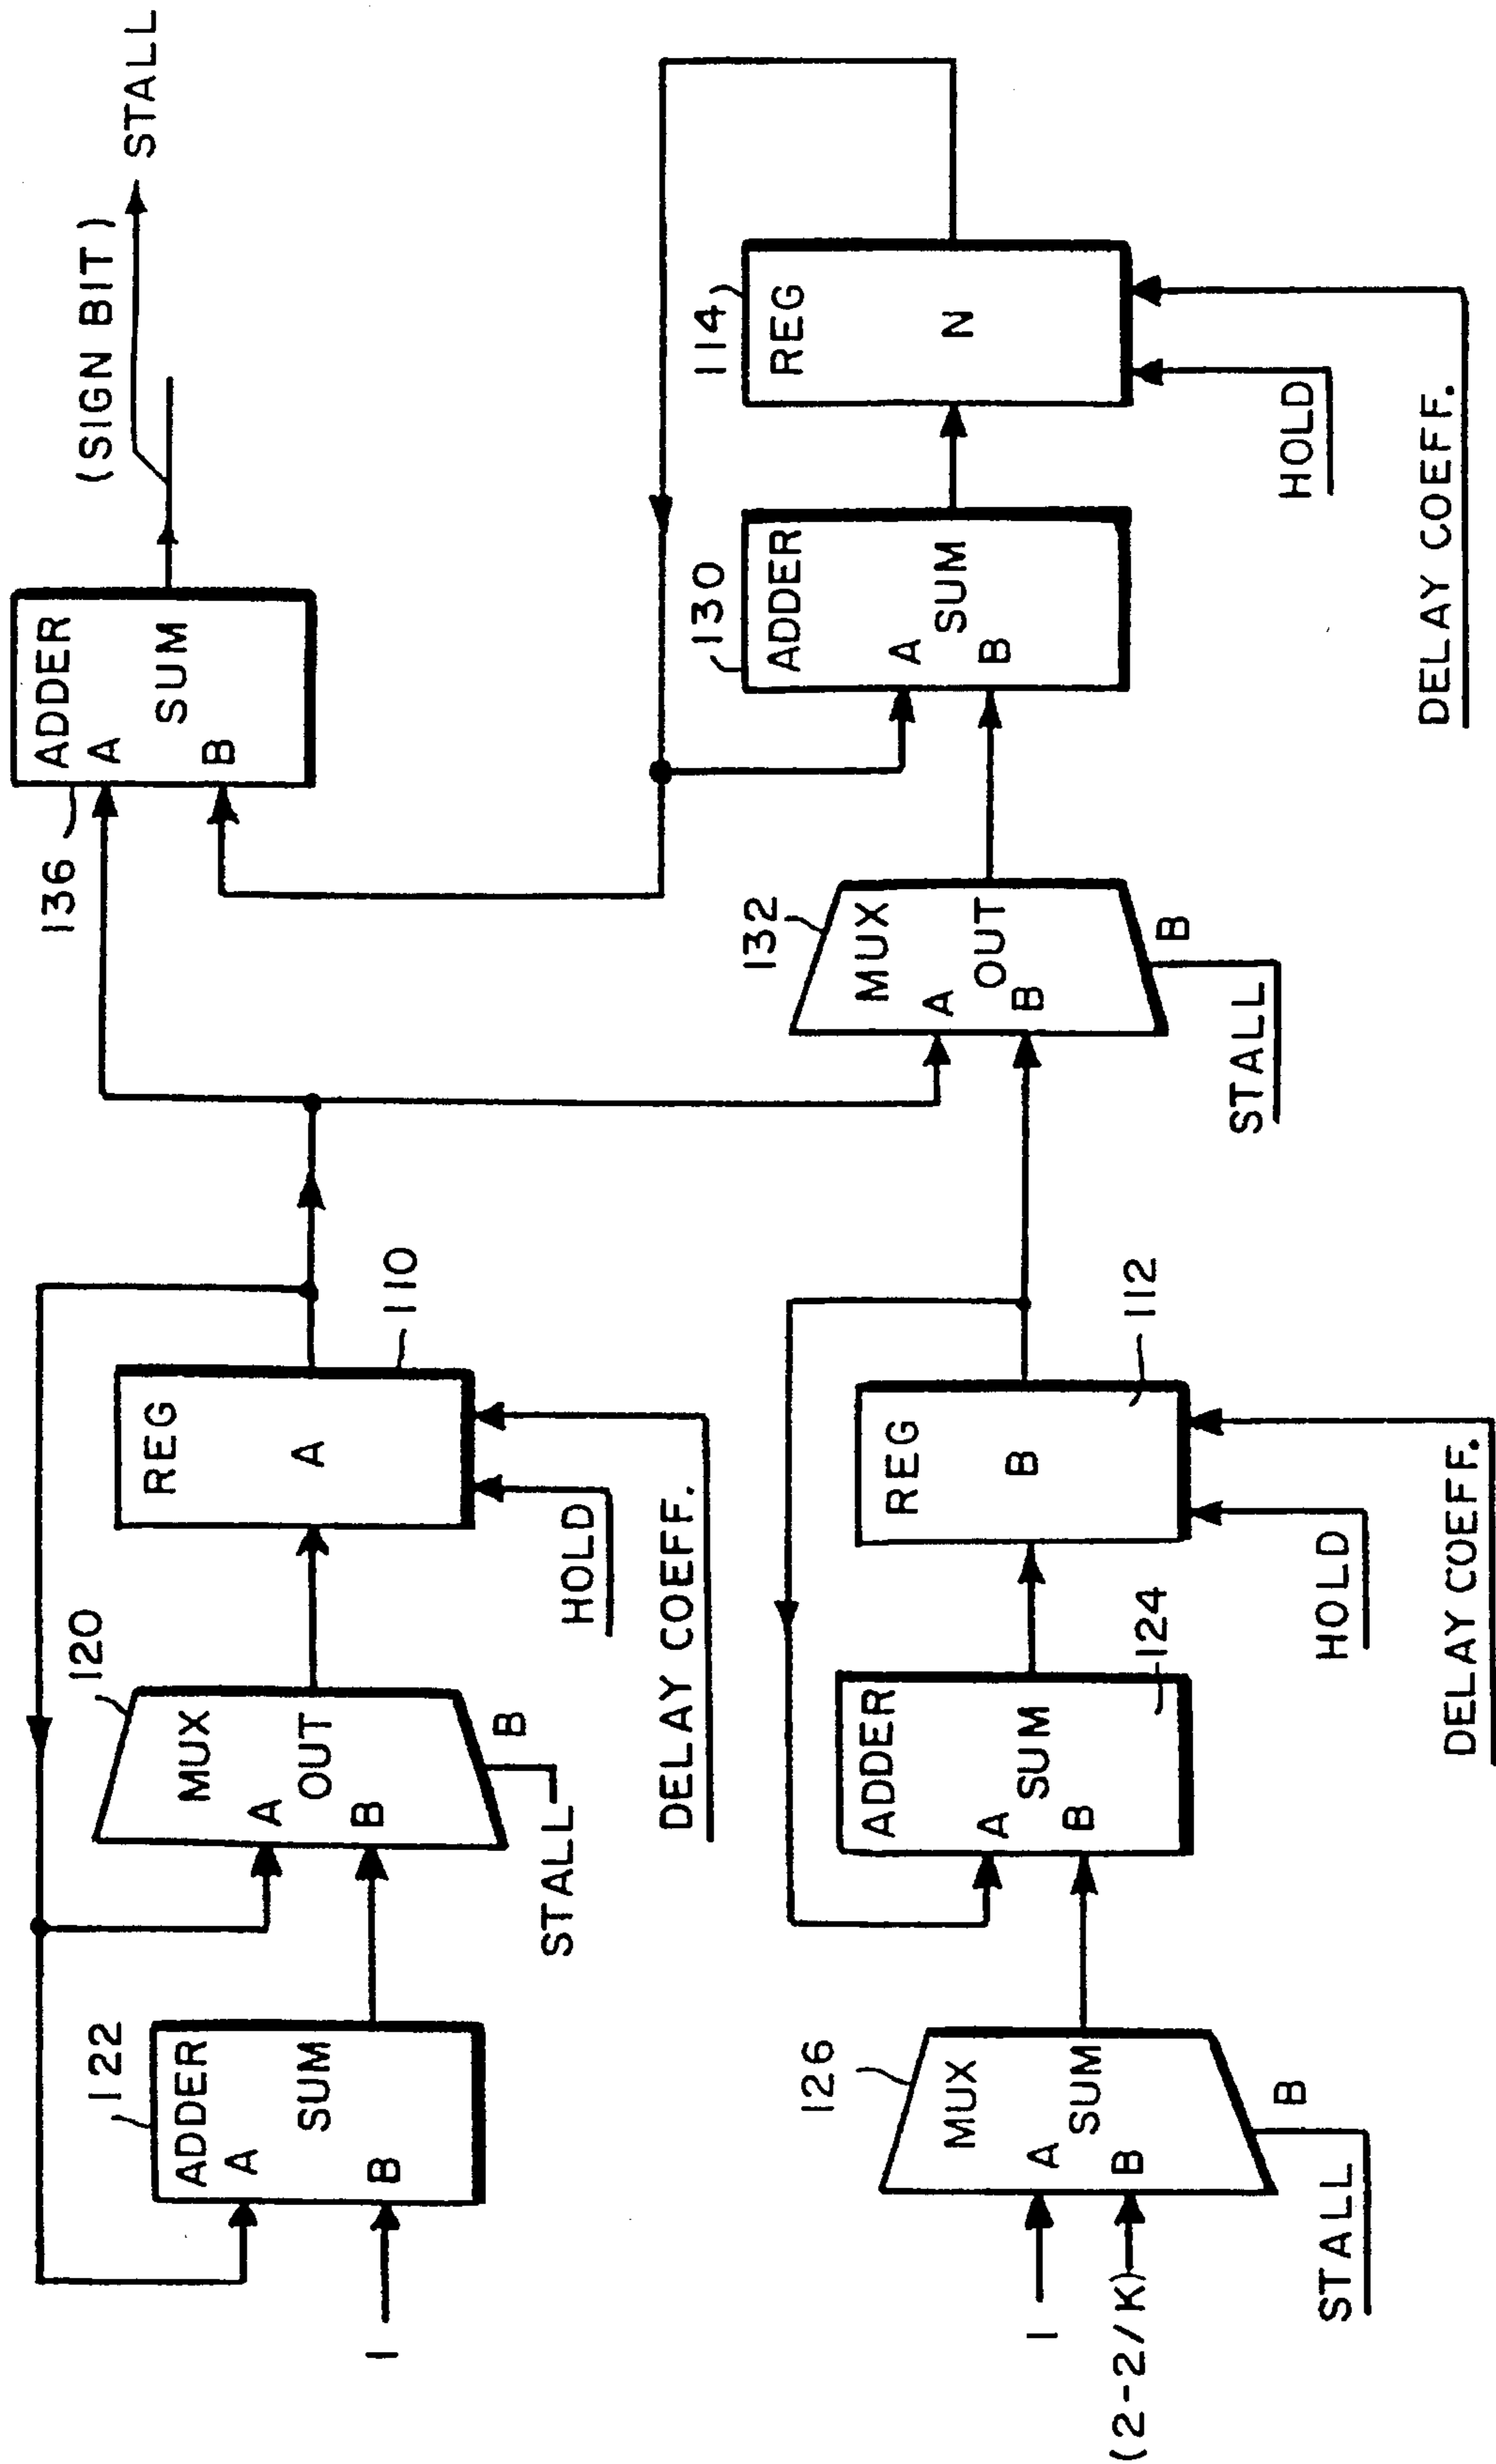 122
ADDER
A
SUM
B
1
120
MUX
A
OUT
B
B
STALL
REG
A
110
HOLD
DELAY COEFF.
136
ADDER
A
SUM
B
(SIGN BIT)
STALL
126
MUX
A
SUM
B
1
(2-2/K)
B
STALL
ADDER
A
SUM
B
124
REG
B
112
HOLD
DELAY COEFF.
132
MUX
A
OUT
B
B
STALL
130
ADDER
A
SUM
B
114
REG
N
HOLD
DELAY COEFF.